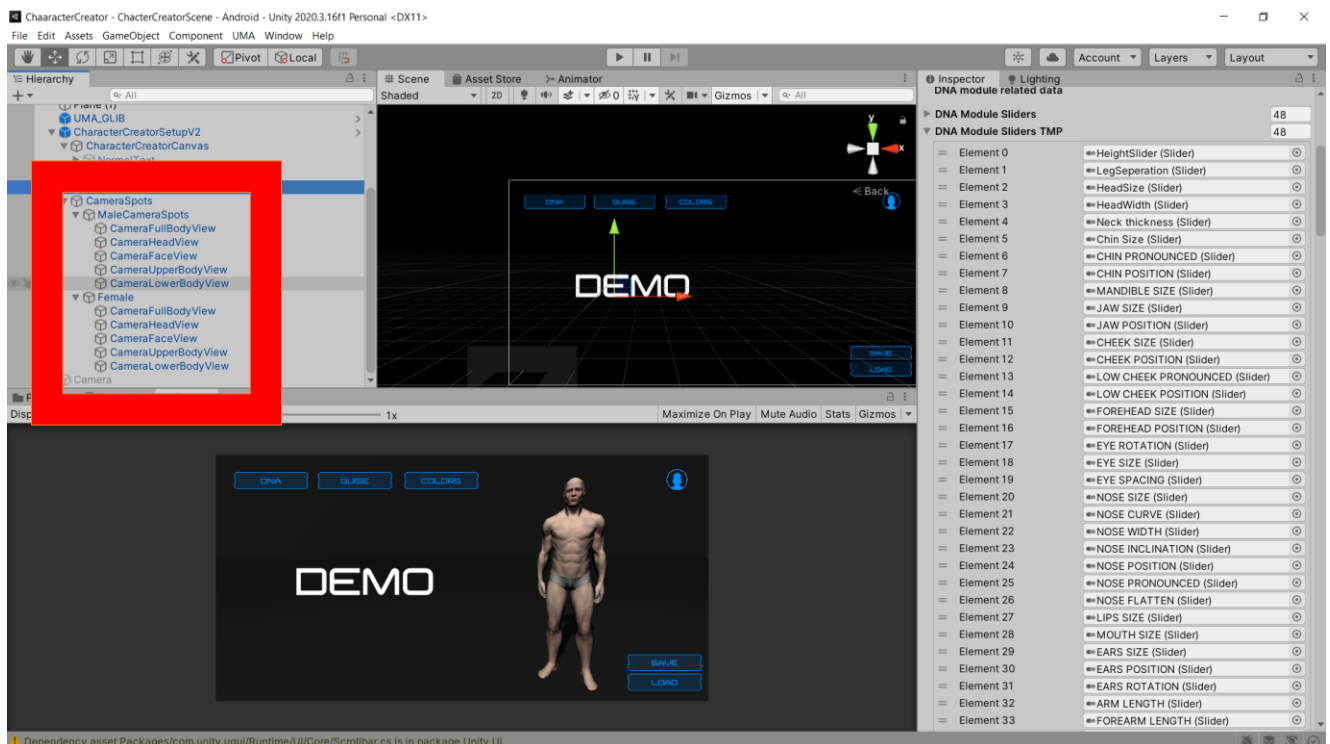 ChaaracterCreator - ChacterCreatorScene - Android - Unity 2020.3.16f1 Personal <DX11>
File Edit Assets GameObject Component UMA Window Help
Pivot Local Account Layers Layout
Hierarchy
All
Plane (1)
UMA_GLIB
CharacterCreatorSetupV2
CharacterCreatorCanvas
NormalText
CameraSpots
MaleCameraSpots
CameraFullBodyView
CameraHeadView
CameraFaceView
CameraUpperBodyView
CameraLowerBodyView
Female
CameraFullBodyView
CameraHeadView
CameraFaceView
CameraUpperBodyView
CameraLowerBodyView
Camera
Scene Asset Store Animator
Shaded 2D 0 Gizmos All
y
x
< Back
DNA GUISE COLORS
DEMO
SAVE
LOAD
1x Maximize On Play Mute Audio Stats Gizmos
DNA GUISE COLORS
DEMO
SAVE
LOAD
Inspector Lighting
DNA module related data
DNA Module Sliders 48
DNA Module Sliders TMP 48
Element 0 HeightSlider (Slider)
Element 1 LegSeperation (Slider)
Element 2 HeadSize (Slider)
Element 3 HeadWidth (Slider)
Element 4 Neck thickness (Slider)
Element 5 Chin Size (Slider)
Element 6 CHIN PRONOUNCED (Slider)
Element 7 CHIN POSITION (Slider)
Element 8 MANDIBLE SIZE (Slider)
Element 9 JAW SIZE (Slider)
Element 10 JAW POSITION (Slider)
Element 11 CHEEK SIZE (Slider)
Element 12 CHEEK POSITION (Slider)
Element 13 LOW CHEEK PRONOUNCED (Slider)
Element 14 LOW CHEEK POSITION (Slider)
Element 15 FOREHEAD SIZE (Slider)
Element 16 FOREHEAD POSITION (Slider)
Element 17 EYE ROTATION (Slider)
Element 18 EYE SIZE (Slider)
Element 19 EYE SPACING (Slider)
Element 20 NOSE SIZE (Slider)
Element 21 NOSE CURVE (Slider)
Element 22 NOSE WIDTH (Slider)
Element 23 NOSE INCLINATION (Slider)
Element 24 NOSE POSITION (Slider)
Element 25 NOSE PRONOUNCED (Slider)
Element 26 NOSE FLATTEN (Slider)
Element 27 LIPS SIZE (Slider)
Element 28 MOUTH SIZE (Slider)
Element 29 EARS SIZE (Slider)
Element 30 EARS POSITION (Slider)
Element 31 EARS ROTATION (Slider)
Element 32 ARM LENGTH (Slider)
Element 33 FOREARM LENGTH (Slider)
Dependency asset Packages/com.unity.ugui/Runtime/UI/Core/Scrollbar.cs is in package Unity UI